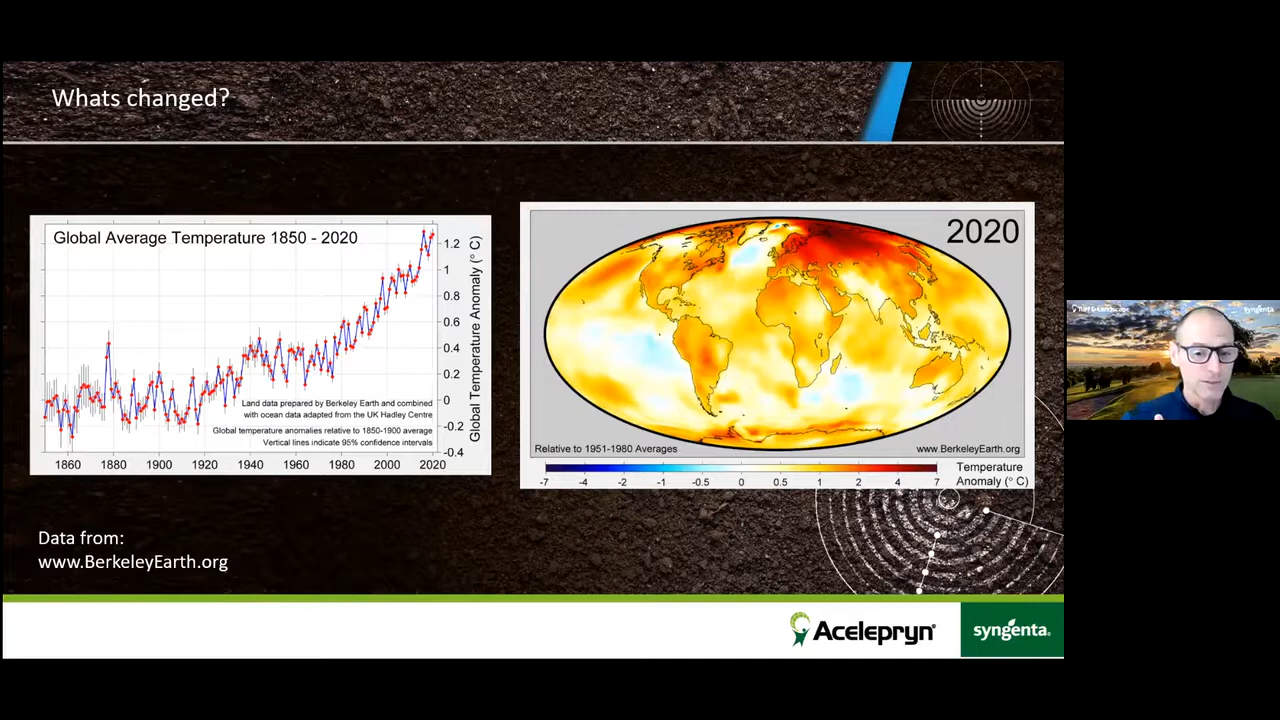 Whats changed?
Global Average Temperature 1850 - 2020
1.2
1
0.8
0.6
0.4
0.2
0
-0.2
-0.4
Global Temperature Anomaly (° C)
Land data prepared by Berkeley Earth and combined
with ocean data adapted from the UK Hadley Centre
Global temperature anomalies relative to 1850-1900 average
Vertical lines indicate 95% confidence intervals
1860 1880 1900 1920 1940 1960 1980 2000 2020
2020
Relative to 1951-1980 Averages
www.BerkeleyEarth.org
-7 -4 -2 -1 -0.5 0 0.5 1 2 4 7
Temperature
Anomaly (° C)
Data from:
www.BerkeleyEarth.org
Acelepryn®
syngenta.
Turf & Landscape
syngenta